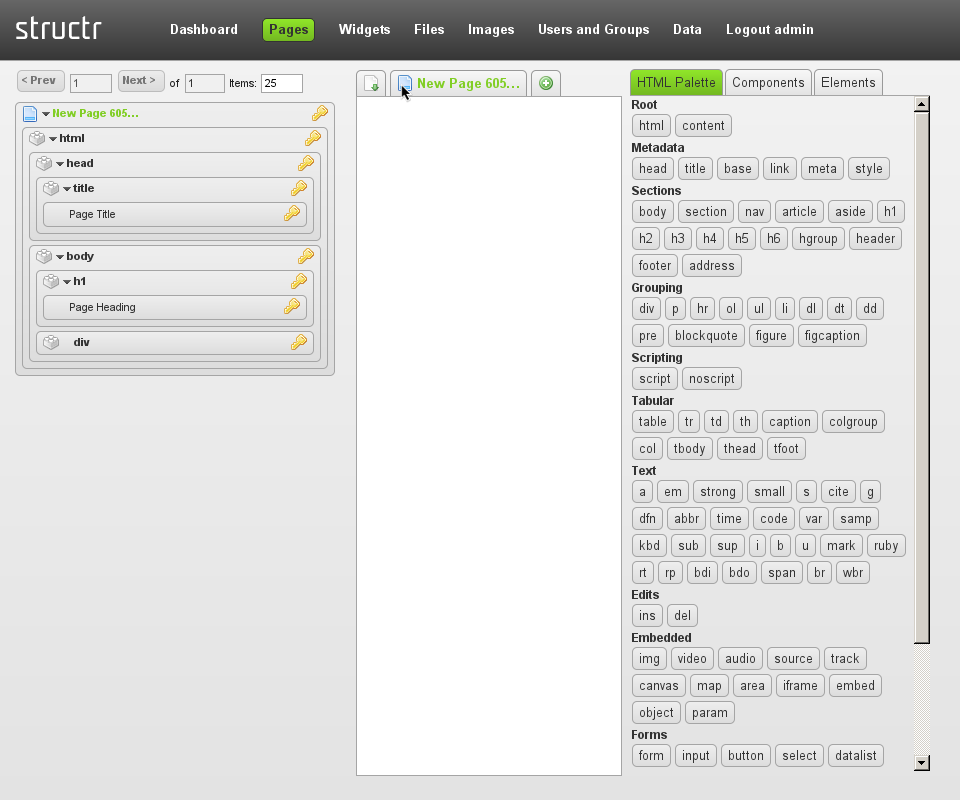 structr Dashboard Pages Widgets Files Images Users and Groups Data Logout admin
< Prev 1 Next > of 1 Items: 25
New Page 605...
html
head
title
Page Title
body
h1
Page Heading
div
New Page 605...
HTML Palette Components Elements
Root
html content
Metadata
head title base link meta style
Sections
body section nav article aside h1
h2 h3 h4 h5 h6 hgroup header
footer address
Grouping
div p hr ol ul li dl dt dd
pre blockquote figure figcaption
Scripting
script noscript
Tabular
table tr td th caption colgroup
col tbody thead tfoot
Text
a em strong small s cite g
dfn abbr time code var samp
kbd sub sup i b u mark ruby
rt rp bdi bdo span br wbr
Edits
ins del
Embedded
img video audio source track
canvas map area iframe embed
object param
Forms
form input button select datalist